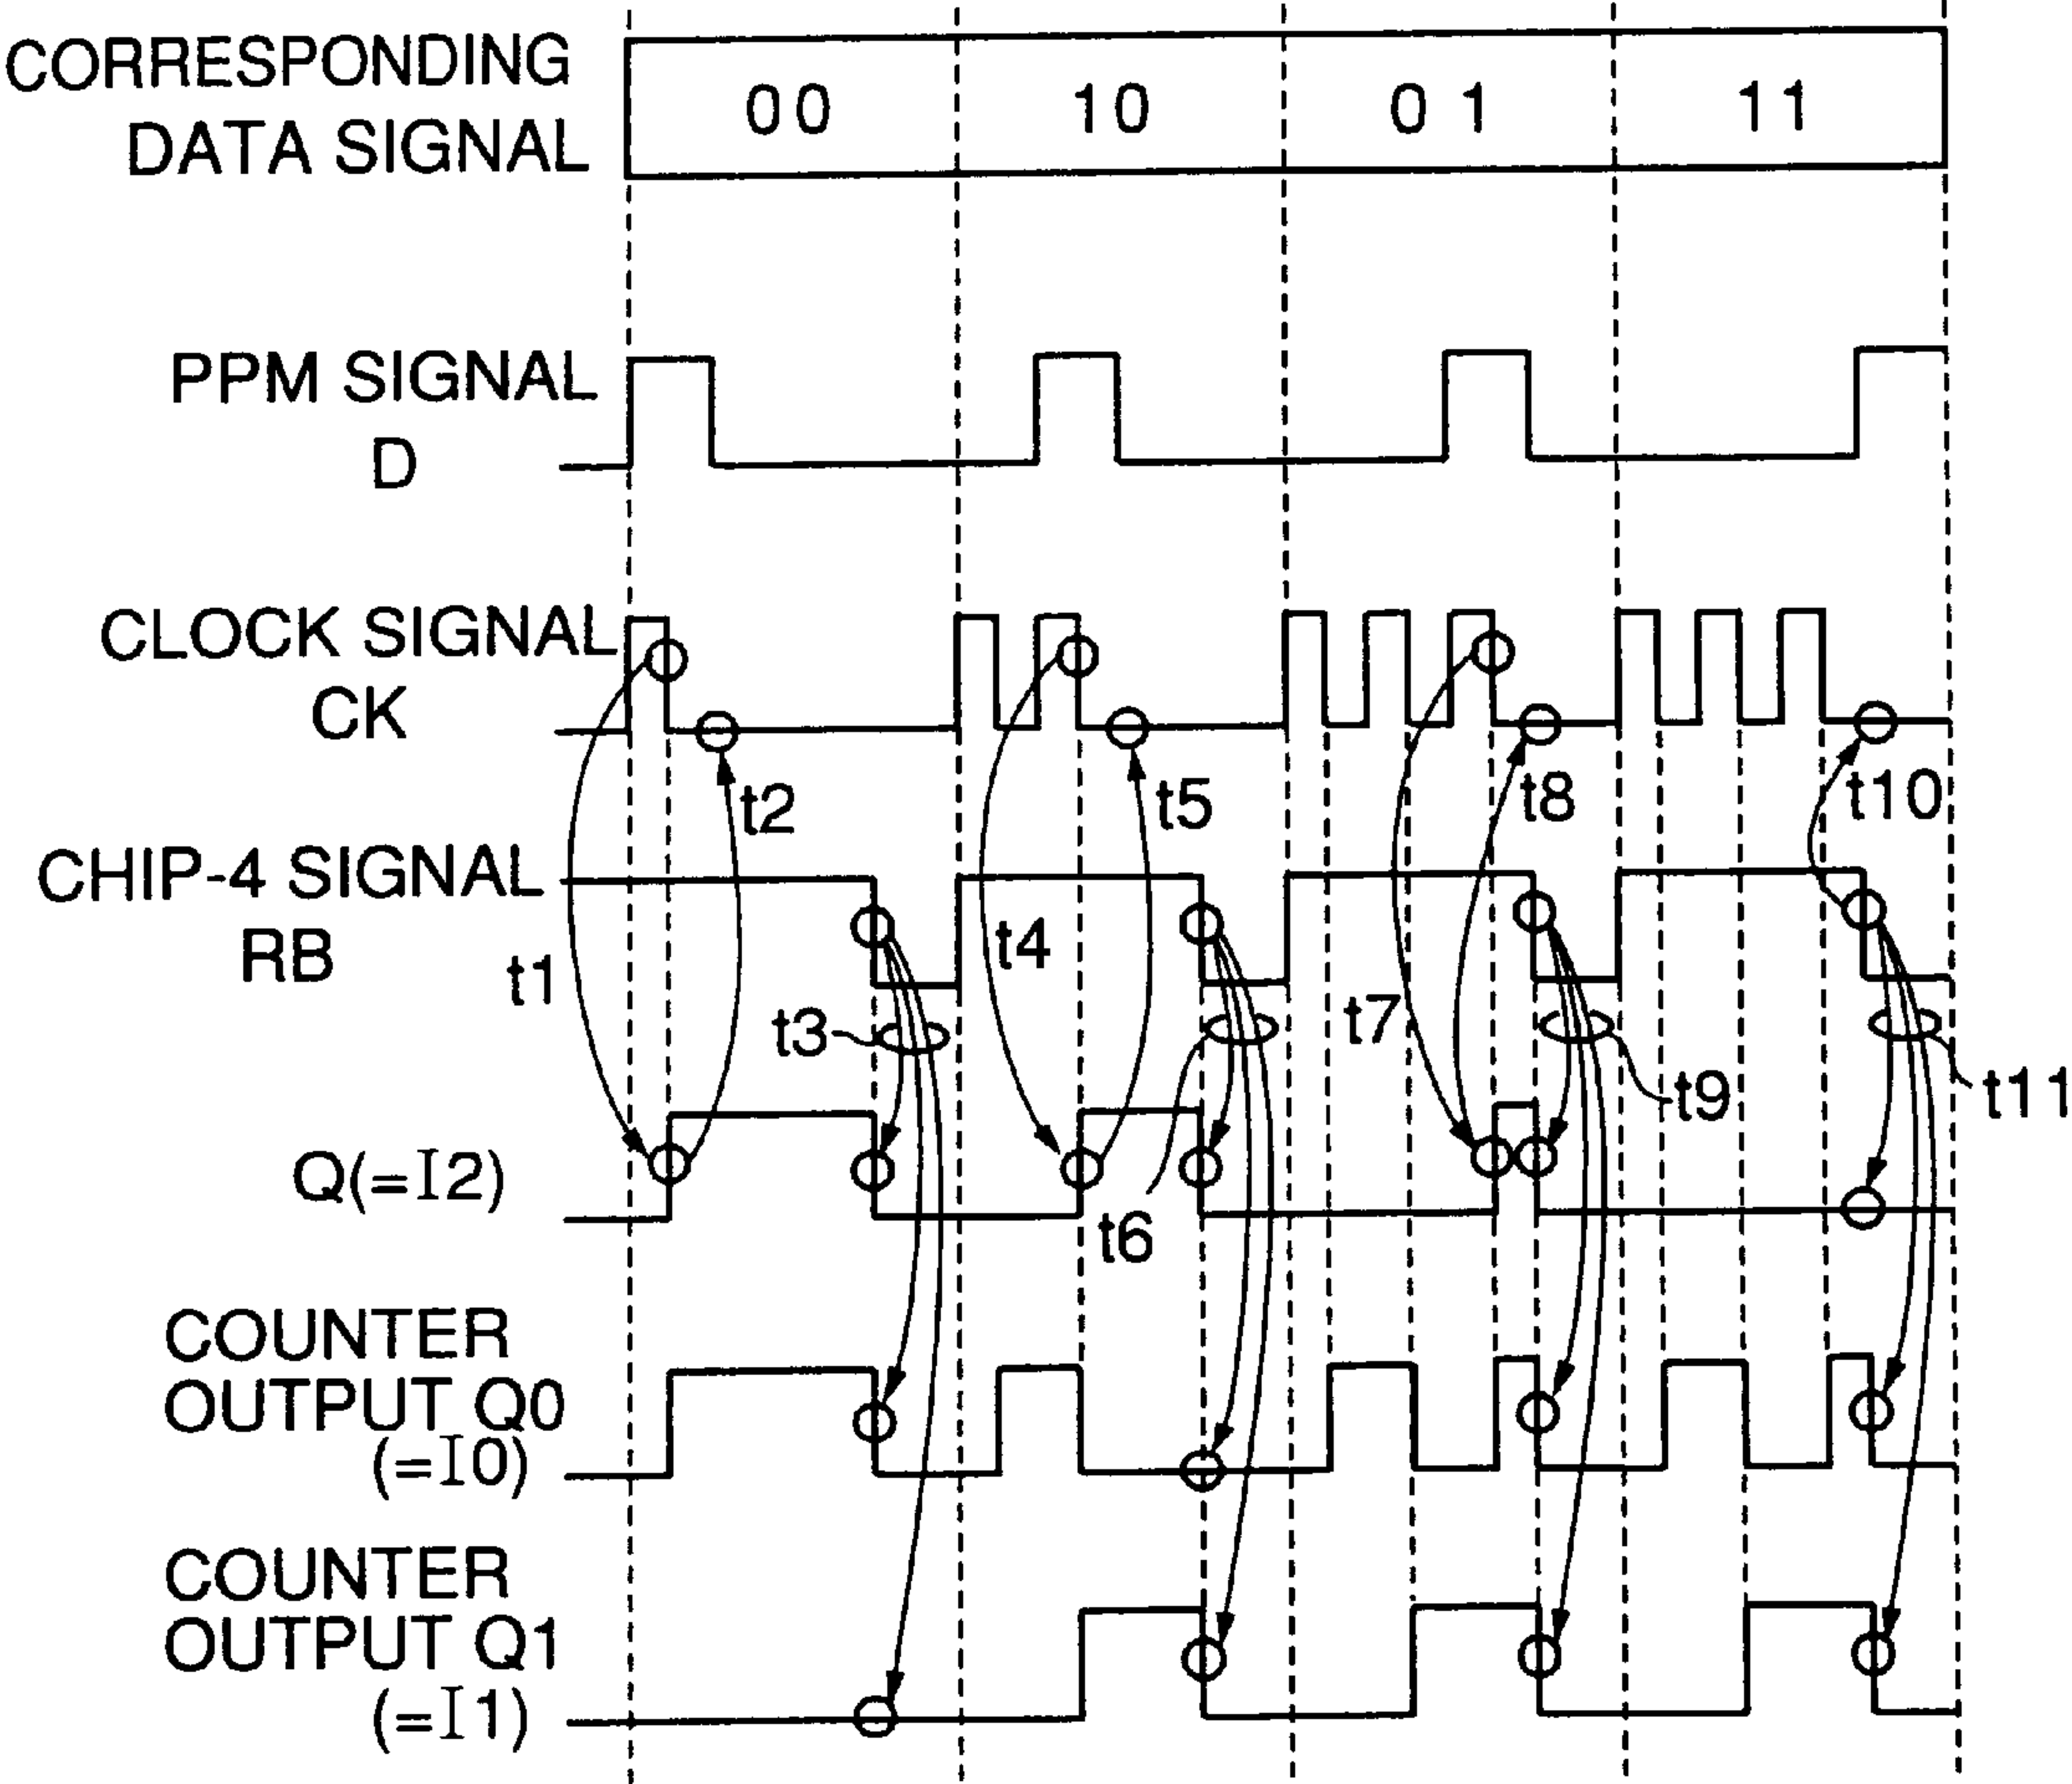 CORRESPONDING
DATA SIGNAL
00 10 01 11
PPM SIGNAL
D
CLOCK SIGNAL
CK
t2 t5 t8 t10
CHIP-4 SIGNAL
RB
t1 t4
t3 t7
t9 t11
Q(=I2)
t6
COUNTER
OUTPUT Q0
(=I0)
COUNTER
OUTPUT Q1
(=I1)